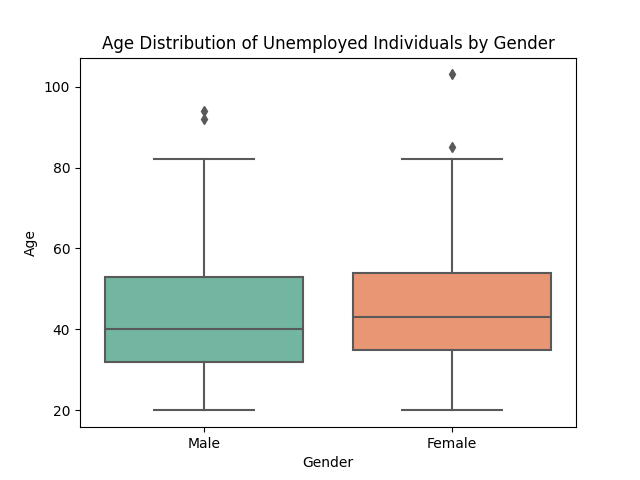 Age Distribution of Unemployed Individuals by Gender
100
80
60
40
20
Age
Male Female
Gender